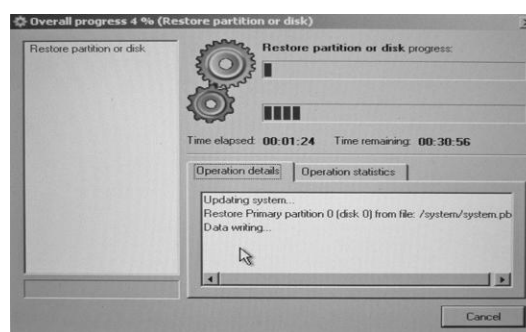 Overall progress 4 % (Restore partition or disk)
Restore partition or disk
Restore partition or disk progress:
Time elapsed: 00:01:24 Time remaining: 00:30:56
Operation details Operation statistics
Updating system...
Restore Primary partition 0 (disk 0) from file: /system/system.pb
Data writing...
Cancel